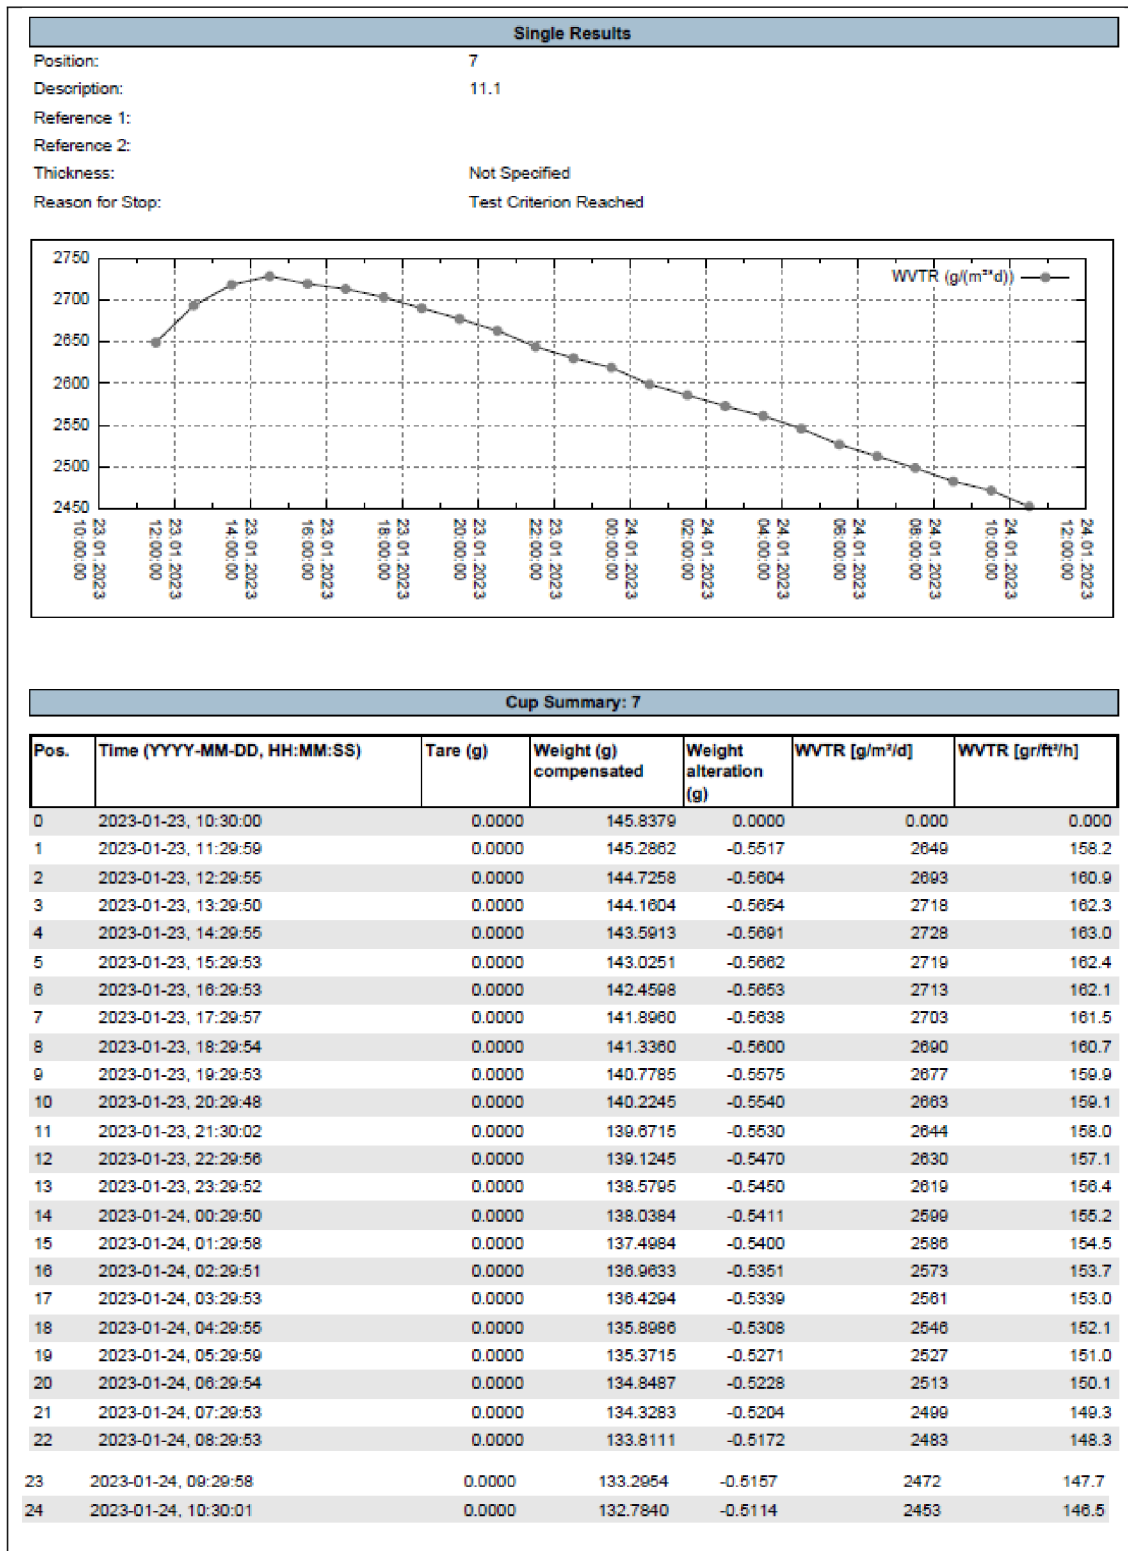 Single Results
Position: 7
Description: 11.1
Reference 1:
Reference 2:
Thickness: Not Specified
Reason for Stop: Test Criterion Reached
WVTR (g/(m²*d))
2750
2700
2650
2600
2550
2500
2450
23.01.2023 10:00:00
23.01.2023 12:00:00
23.01.2023 14:00:00
23.01.2023 16:00:00
23.01.2023 18:00:00
23.01.2023 20:00:00
23.01.2023 22:00:00
24.01.2023 00:00:00
24.01.2023 02:00:00
24.01.2023 04:00:00
24.01.2023 06:00:00
24.01.2023 08:00:00
24.01.2023 10:00:00
24.01.2023 12:00:00
Cup Summary: 7
Pos. Time (YYYY-MM-DD, HH:MM:SS) Tare (g) Weight (g) compensated Weight alteration (g) WVTR [g/m²/d] WVTR [gr/ft²/h]
0 2023-01-23, 10:30:00 0.0000 145.8379 0.0000 0.000 0.000
1 2023-01-23, 11:29:59 0.0000 145.2862 -0.5517 2649 158.2
2 2023-01-23, 12:29:55 0.0000 144.7258 -0.5604 2693 160.9
3 2023-01-23, 13:29:50 0.0000 144.1604 -0.5654 2718 162.3
4 2023-01-23, 14:29:55 0.0000 143.5913 -0.5691 2728 163.0
5 2023-01-23, 15:29:53 0.0000 143.0251 -0.5662 2719 162.4
6 2023-01-23, 16:29:53 0.0000 142.4598 -0.5653 2713 162.1
7 2023-01-23, 17:29:57 0.0000 141.8960 -0.5638 2703 161.5
8 2023-01-23, 18:29:54 0.0000 141.3360 -0.5600 2690 160.7
9 2023-01-23, 19:29:53 0.0000 140.7785 -0.5575 2677 159.9
10 2023-01-23, 20:29:48 0.0000 140.2245 -0.5540 2663 159.1
11 2023-01-23, 21:30:02 0.0000 139.6715 -0.5530 2644 158.0
12 2023-01-23, 22:29:56 0.0000 139.1245 -0.5470 2630 157.1
13 2023-01-23, 23:29:52 0.0000 138.5795 -0.5450 2619 156.4
14 2023-01-24, 00:29:50 0.0000 138.0384 -0.5411 2599 155.2
15 2023-01-24, 01:29:58 0.0000 137.4984 -0.5400 2586 154.5
16 2023-01-24, 02:29:51 0.0000 136.9633 -0.5351 2573 153.7
17 2023-01-24, 03:29:53 0.0000 136.4294 -0.5339 2561 153.0
18 2023-01-24, 04:29:55 0.0000 135.8986 -0.5308 2546 152.1
19 2023-01-24, 05:29:59 0.0000 135.3715 -0.5271 2527 151.0
20 2023-01-24, 06:29:54 0.0000 134.8487 -0.5228 2513 150.1
21 2023-01-24, 07:29:53 0.0000 134.3283 -0.5204 2499 149.3
22 2023-01-24, 08:29:53 0.0000 133.8111 -0.5172 2483 148.3
23 2023-01-24, 09:29:58 0.0000 133.2954 -0.5157 2472 147.7
24 2023-01-24, 10:30:01 0.0000 132.7840 -0.5114 2453 146.5